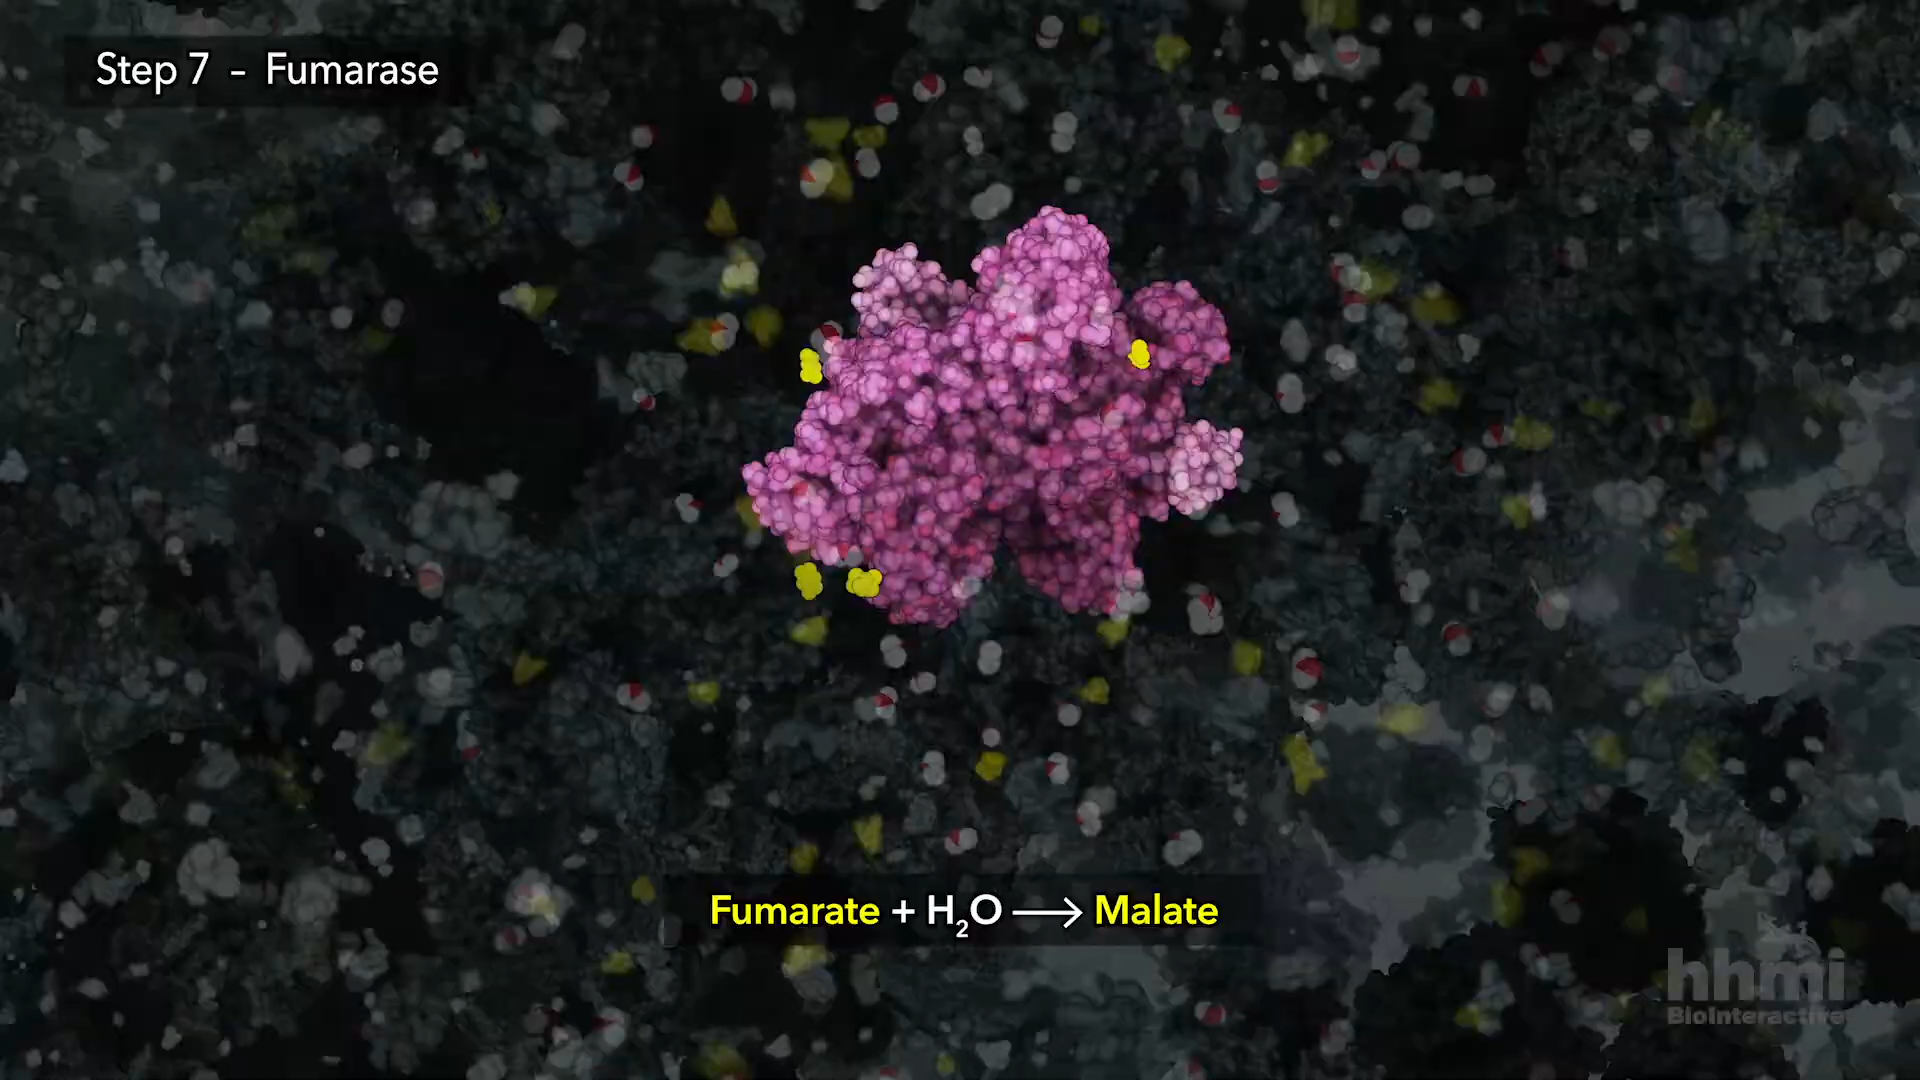 Step 7 - Fumarase
Fumarate + H₂O ⟶ Malate
hhmi
BioInteractive